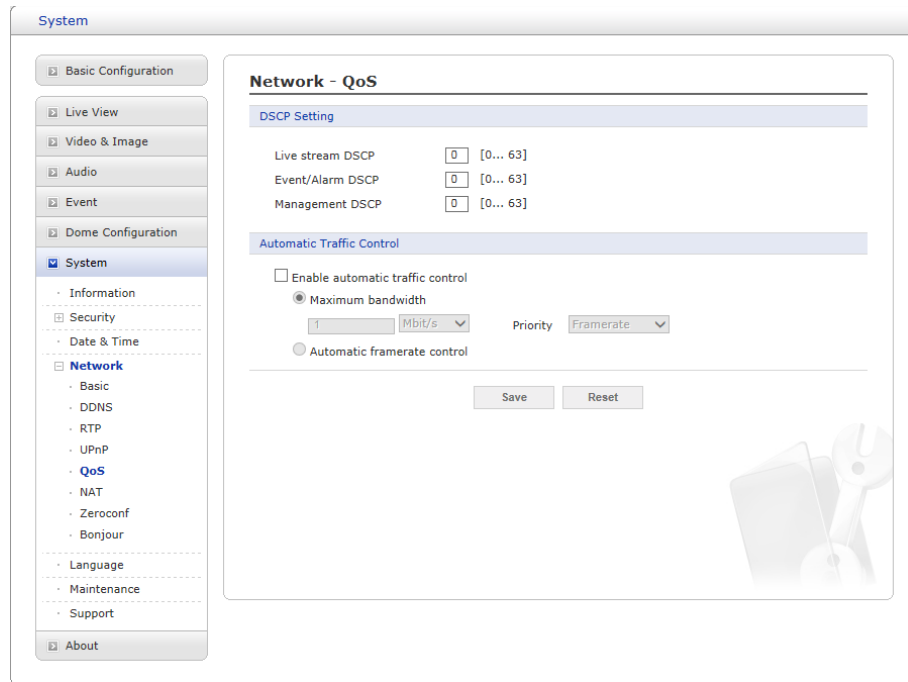 System
Basic Configuration
Live View
Video & Image
Audio
Event
Dome Configuration
System
Information
Security
Date & Time
Network
Basic
DDNS
RTP
UPnP
QoS
NAT
Zeroconf
Bonjour
Language
Maintenance
Support
About
Network - QoS
DSCP Setting
Live stream DSCP 0 [0... 63]
Event/Alarm DSCP 0 [0... 63]
Management DSCP 0 [0... 63]
Automatic Traffic Control
Enable automatic traffic control
Maximum bandwidth
1 Mbit/s Priority Framerate
Automatic framerate control
Save Reset